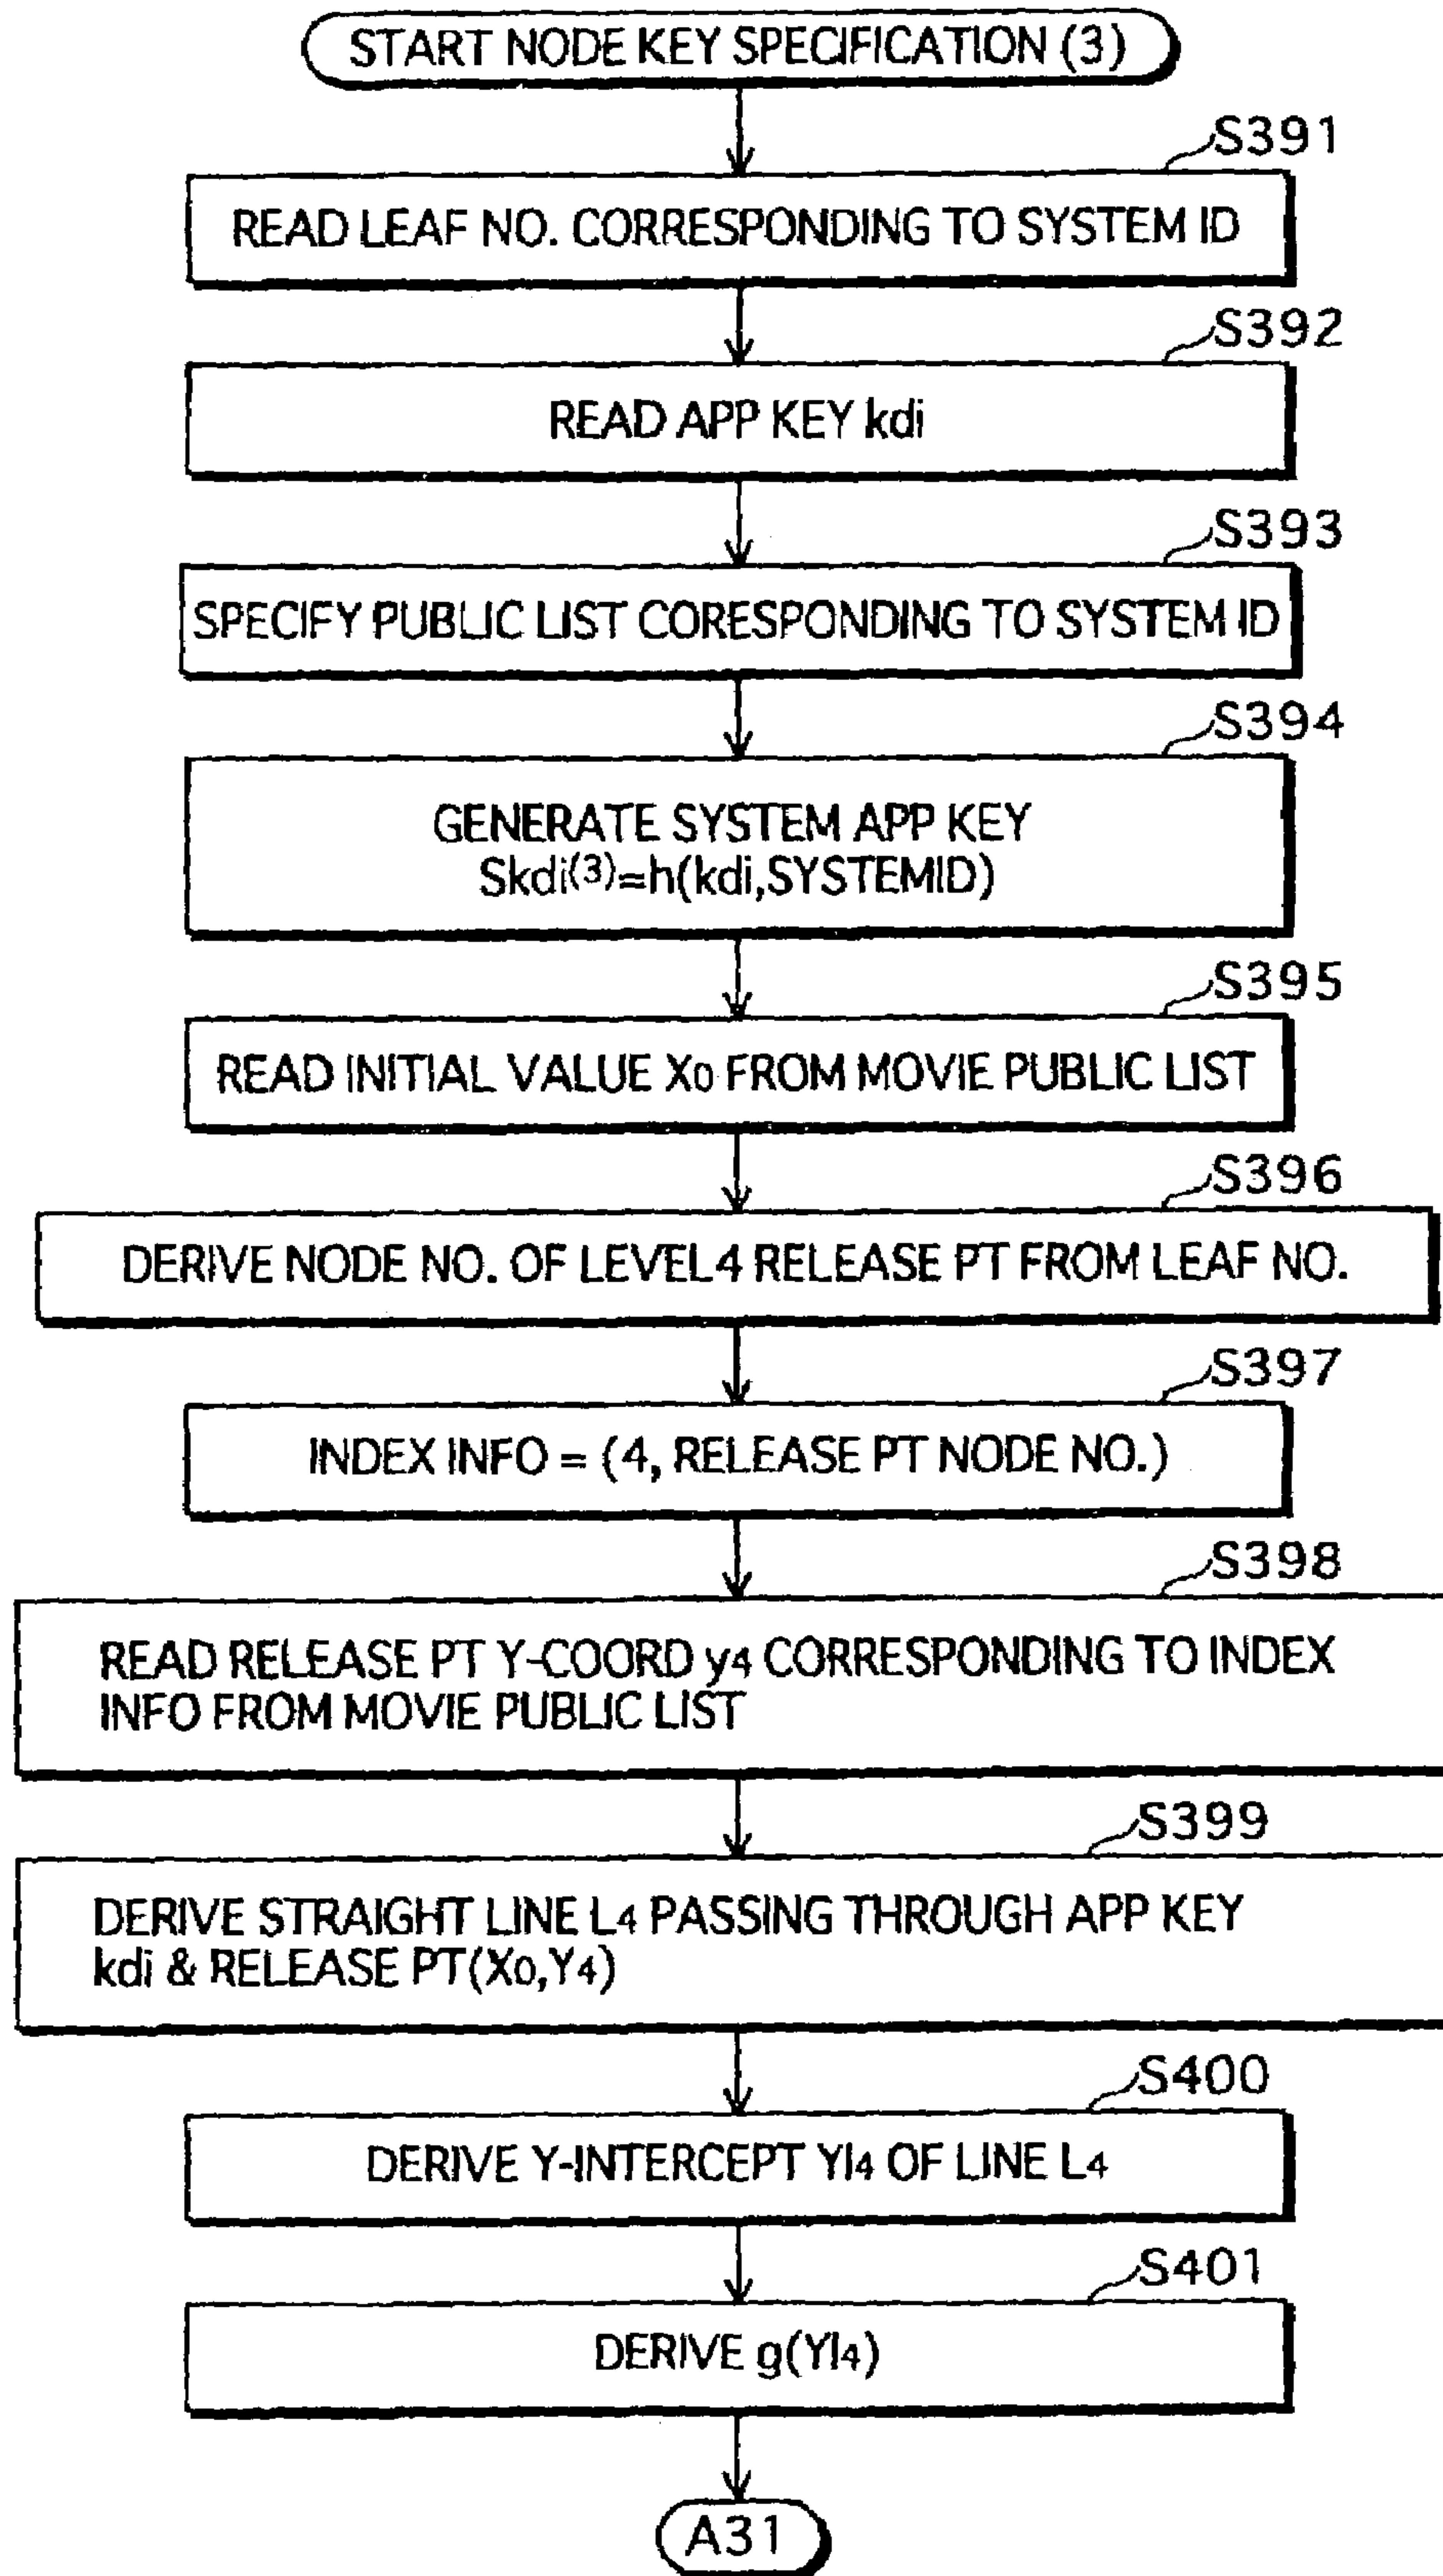 START NODE KEY SPECIFICATION (3)
S391
READ LEAF NO. CORRESPONDING TO SYSTEM ID
S392
READ APP KEY kdi
S393
SPECIFY PUBLIC LIST CORESPONDING TO SYSTEM ID
S394
GENERATE SYSTEM APP KEY
Skdi(3)=h(kdi,SYSTEMID)
S395
READ INITIAL VALUE X0 FROM MOVIE PUBLIC LIST
S396
DERIVE NODE NO. OF LEVEL4 RELEASE PT FROM LEAF NO.
S397
INDEX INFO = (4, RELEASE PT NODE NO.)
S398
READ RELEASE PT Y-COORD y4 CORRESPONDING TO INDEX
INFO FROM MOVIE PUBLIC LIST
S399
DERIVE STRAIGHT LINE L4 PASSING THROUGH APP KEY
kdi & RELEASE PT(X0,Y4)
S400
DERIVE Y-INTERCEPT YI4 OF LINE L4
S401
DERIVE g(YI4)
A31